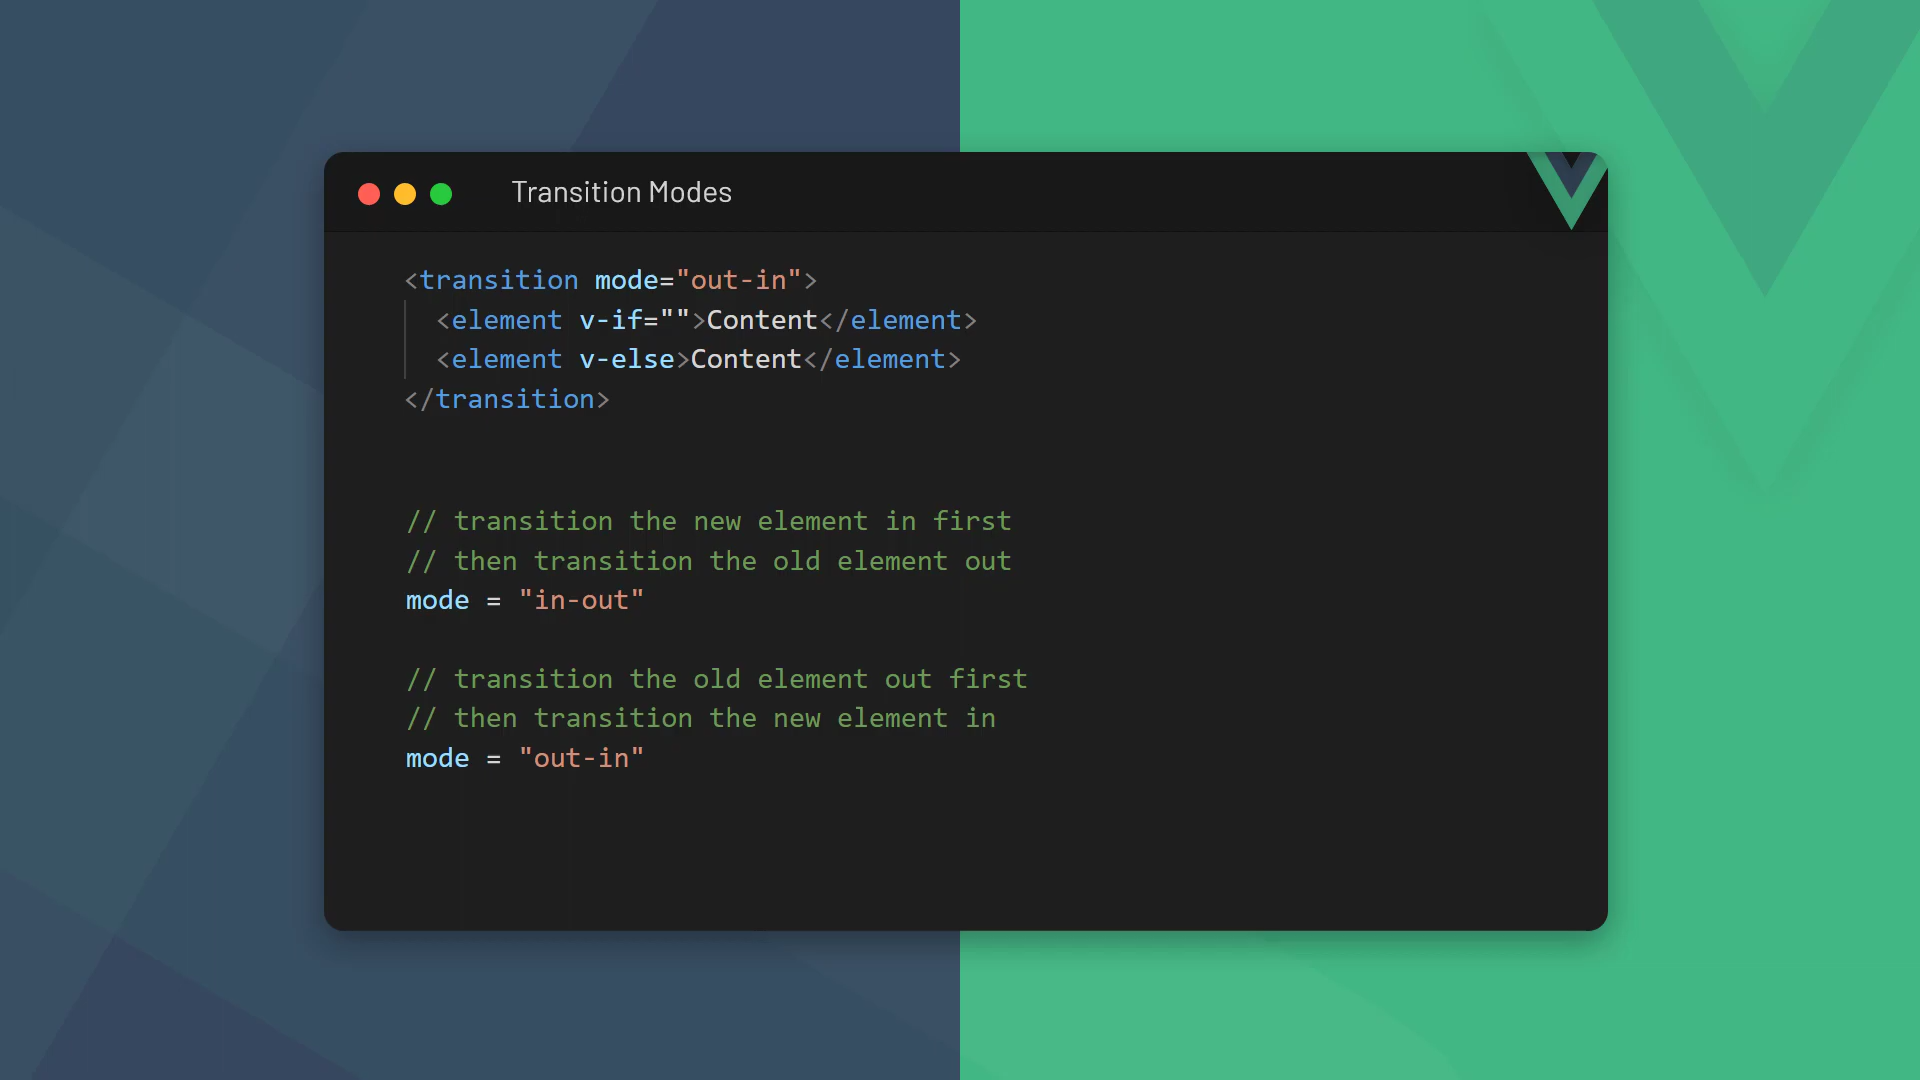 Transition Modes
<transition mode="out-in">
<element v-if="">Content</element>
<element v-else>Content</element>
</transition>
// transition the new element in first
// then transition the old element out
mode = "in-out"
// transition the old element out first
// then transition the new element in
mode = "out-in"